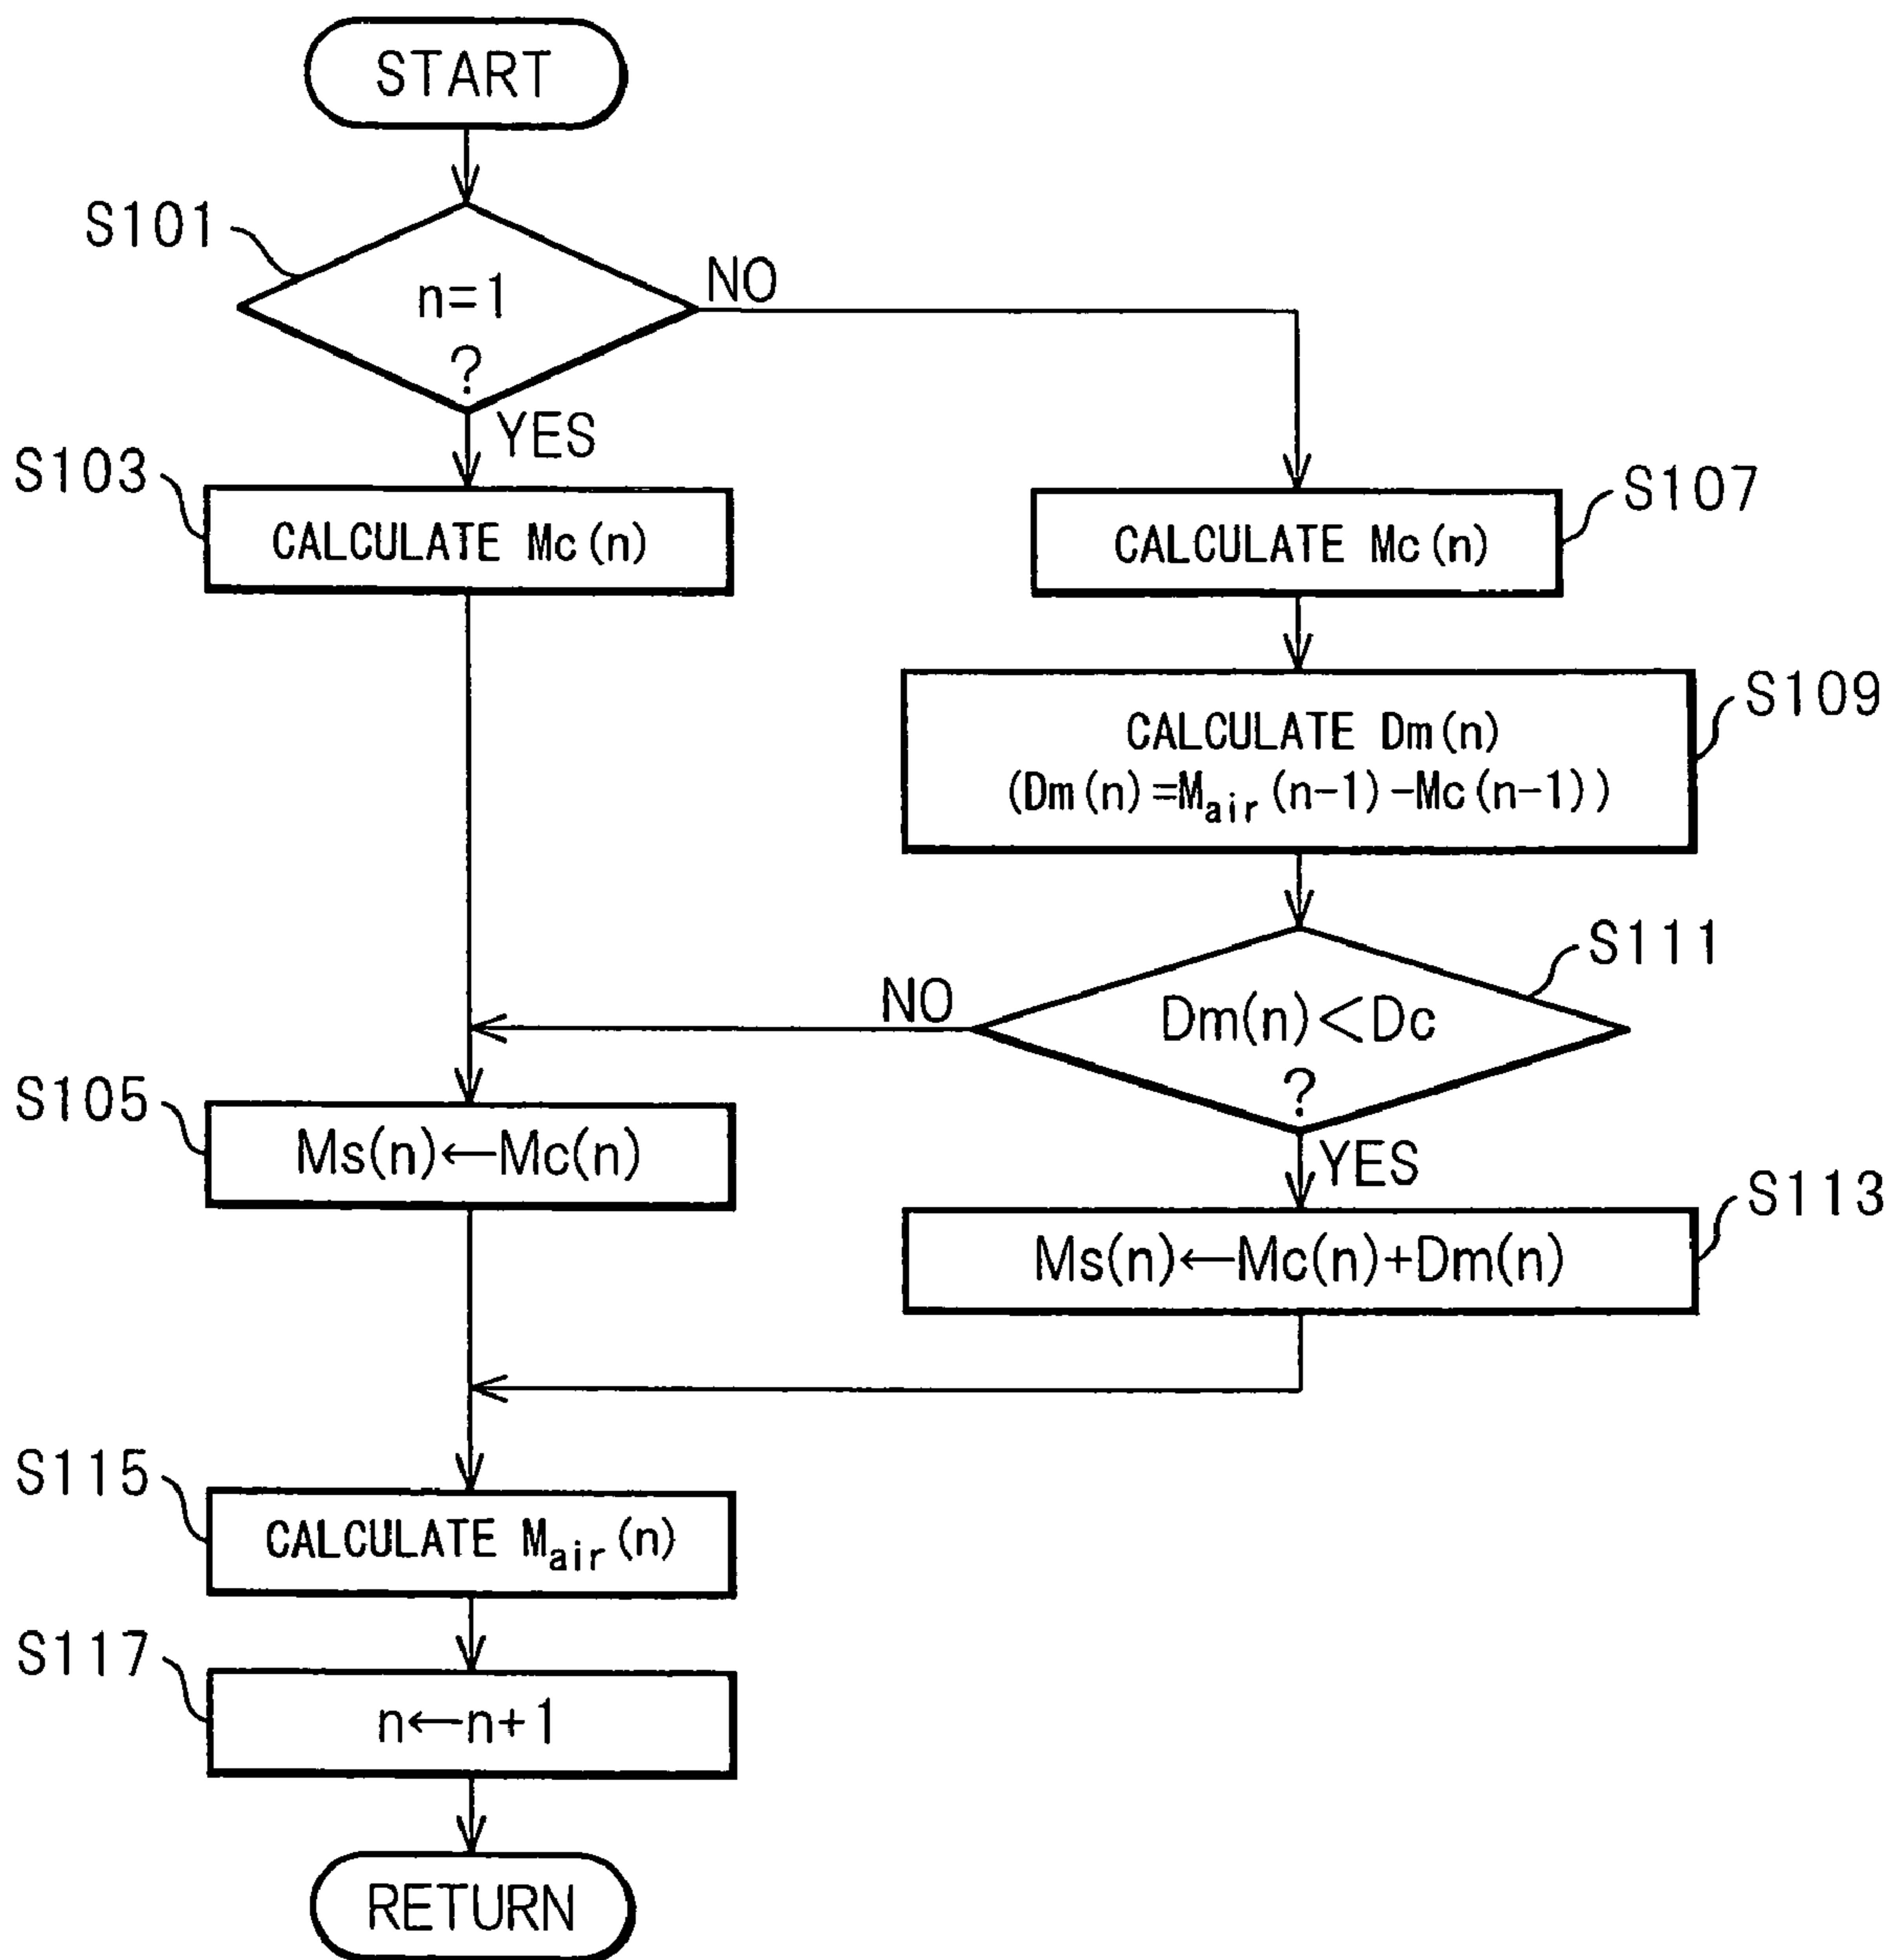 START
S101
n=1
?
NO
YES
S103
CALCULATE Mc(n)
S107
CALCULATE Mc(n)
S109
CALCULATE Dm(n)
(Dm(n)=Mair(n-1)-Mc(n-1))
S111
Dm(n)<Dc
?
NO
YES
S105
Ms(n)←Mc(n)
S113
Ms(n)←Mc(n)+Dm(n)
S115
CALCULATE Mair(n)
S117
n←n+1
RETURN